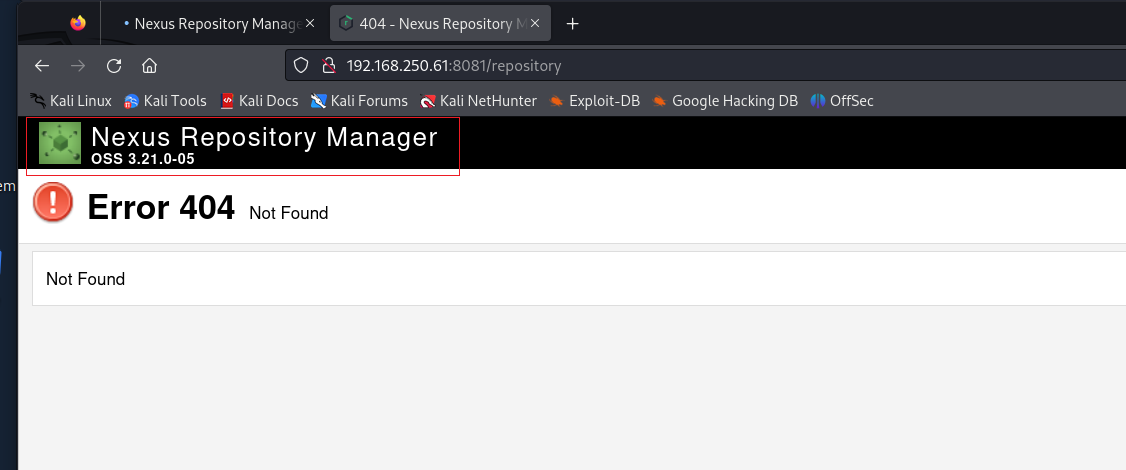 Nexus Repository Manage
404 - Nexus Repository M
192.168.250.61:8081/repository
Kali Linux Kali Tools Kali Docs Kali Forums Kali NetHunter Exploit-DB Google Hacking DB OffSec
Nexus Repository Manager
OSS 3.21.0-05
em
Error 404 Not Found
Not Found